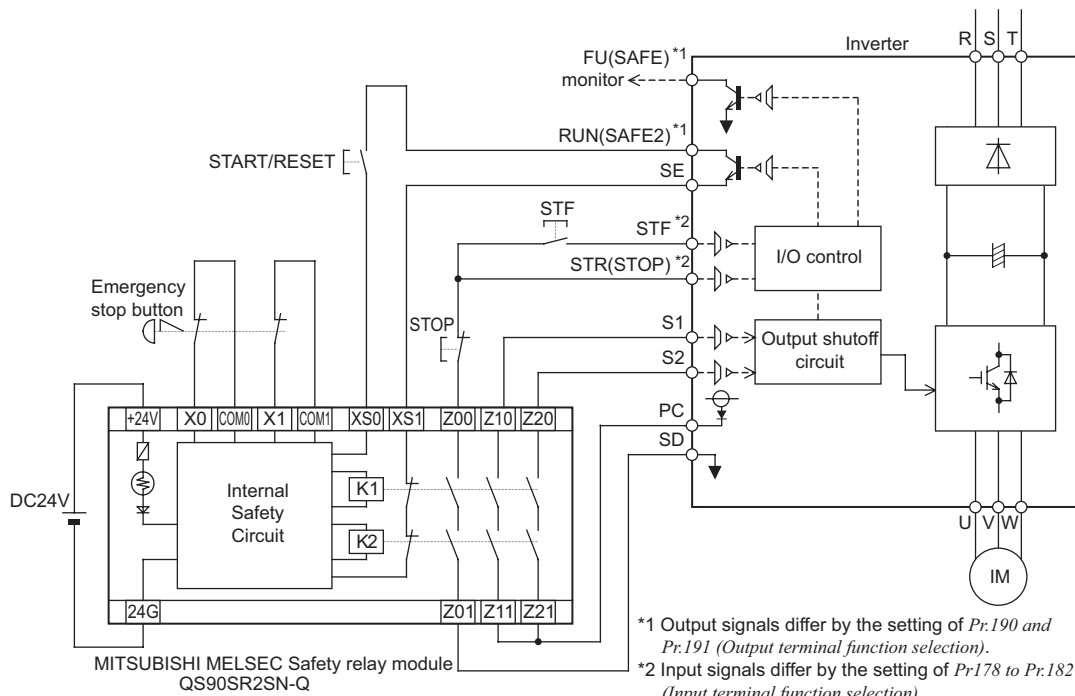 Inverter
R S T
FU(SAFE) *1
monitor
RUN(SAFE2) *1
SE
START/RESET
STF
STF *2
STR(STOP) *2
I/O control
Emergency
stop button
STOP
S1
S2
Output shutoff
circuit
PC
SD
+24V X0 COM0 X1 COM1 XS0 XS1 Z00 Z10 Z20
DC24V
Internal
Safety
Circuit
K1
K2
U V W
IM
24G Z01 Z11 Z21
MITSUBISHI MELSEC Safety relay module
QS90SR2SN-Q
*1 Output signals differ by the setting of Pr.190 and
Pr.191 (Output terminal function selection).
*2 Input signals differ by the setting of Pr178 to Pr.182
(Input terminal function selection)